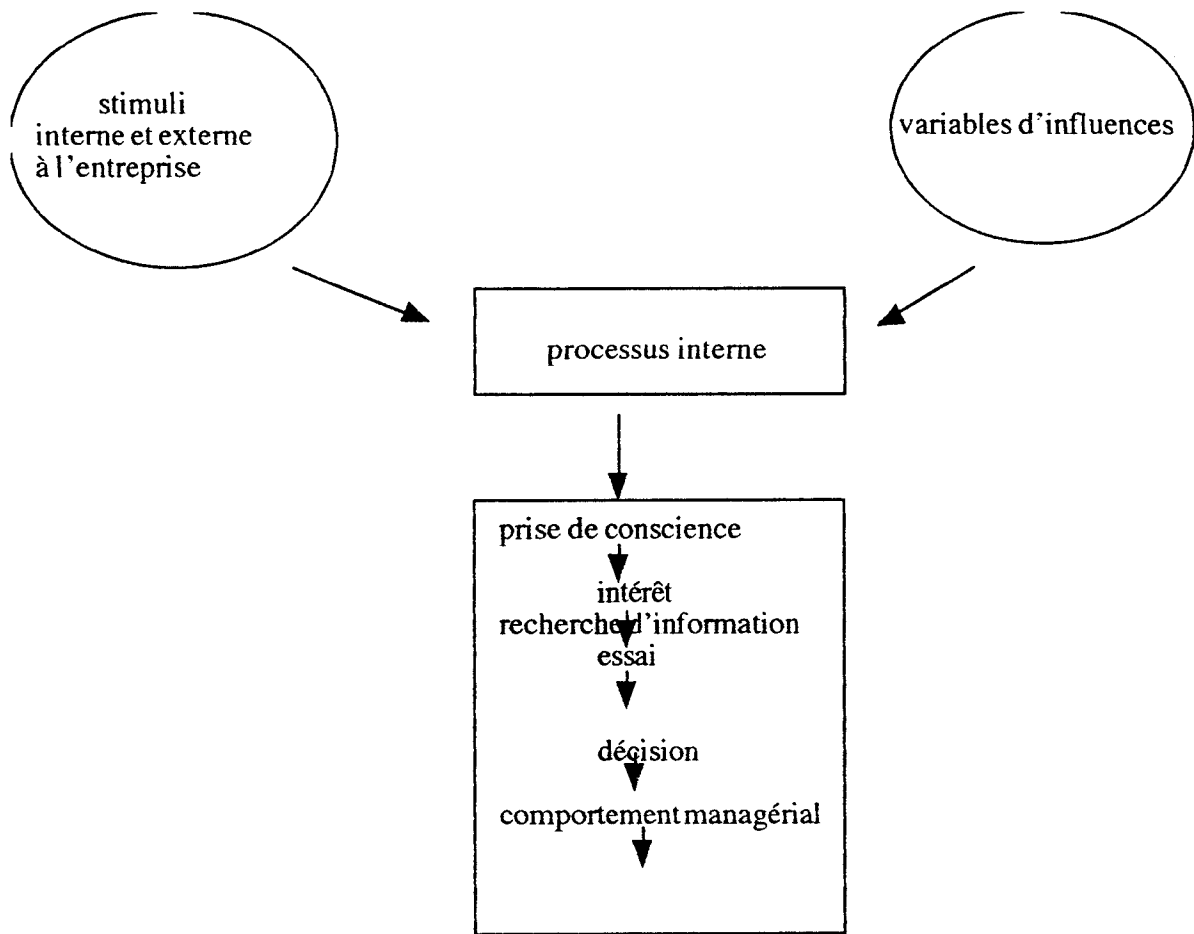 stimuli
interne et externe
à l'entreprise
variables d'influences
processus interne
prise de conscience
intérêt
recherche d'information
essai
décision
comportement managérial